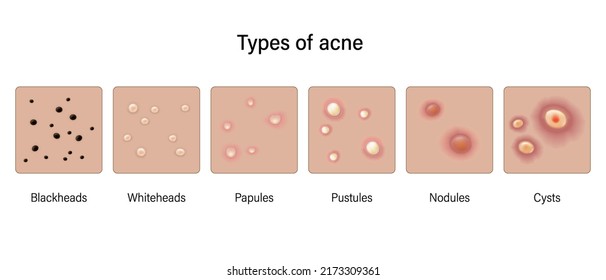 Types of acne
Blackheads Whiteheads Papules Pustules Nodules Cysts
shutterstock.com · 2173309361